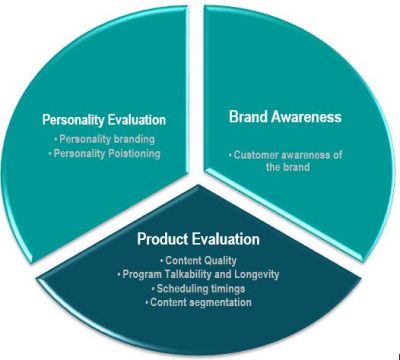 Personality Evaluation
• Personality branding
• Personality Poistioning
Brand Awareness
• Customer awareness of
the brand
Product Evaluation
• Content Quality
• Program Talkability and Longevity
• Scheduling timings
• Content segmentation